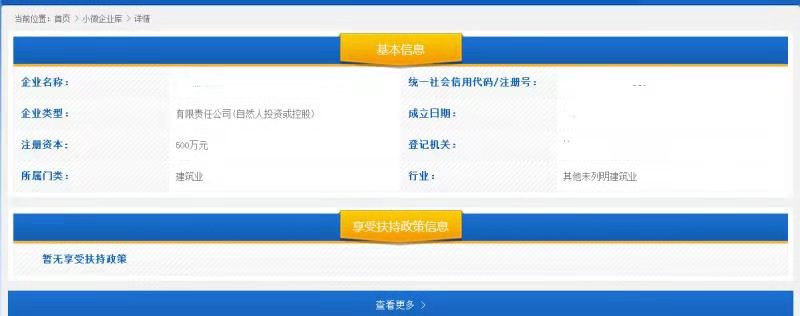 当前位置：首页 > 小微企业库 > 详情
基本信息
企业名称： 统一社会信用代码/注册号：
企业类型： 有限责任公司(自然人投资或控股) 成立日期：
注册资本： 500万元 登记机关：
所属门类： 建筑业 行业： 其他未列明建筑业
享受扶持政策信息
暂无享受扶持政策
查看更多 >